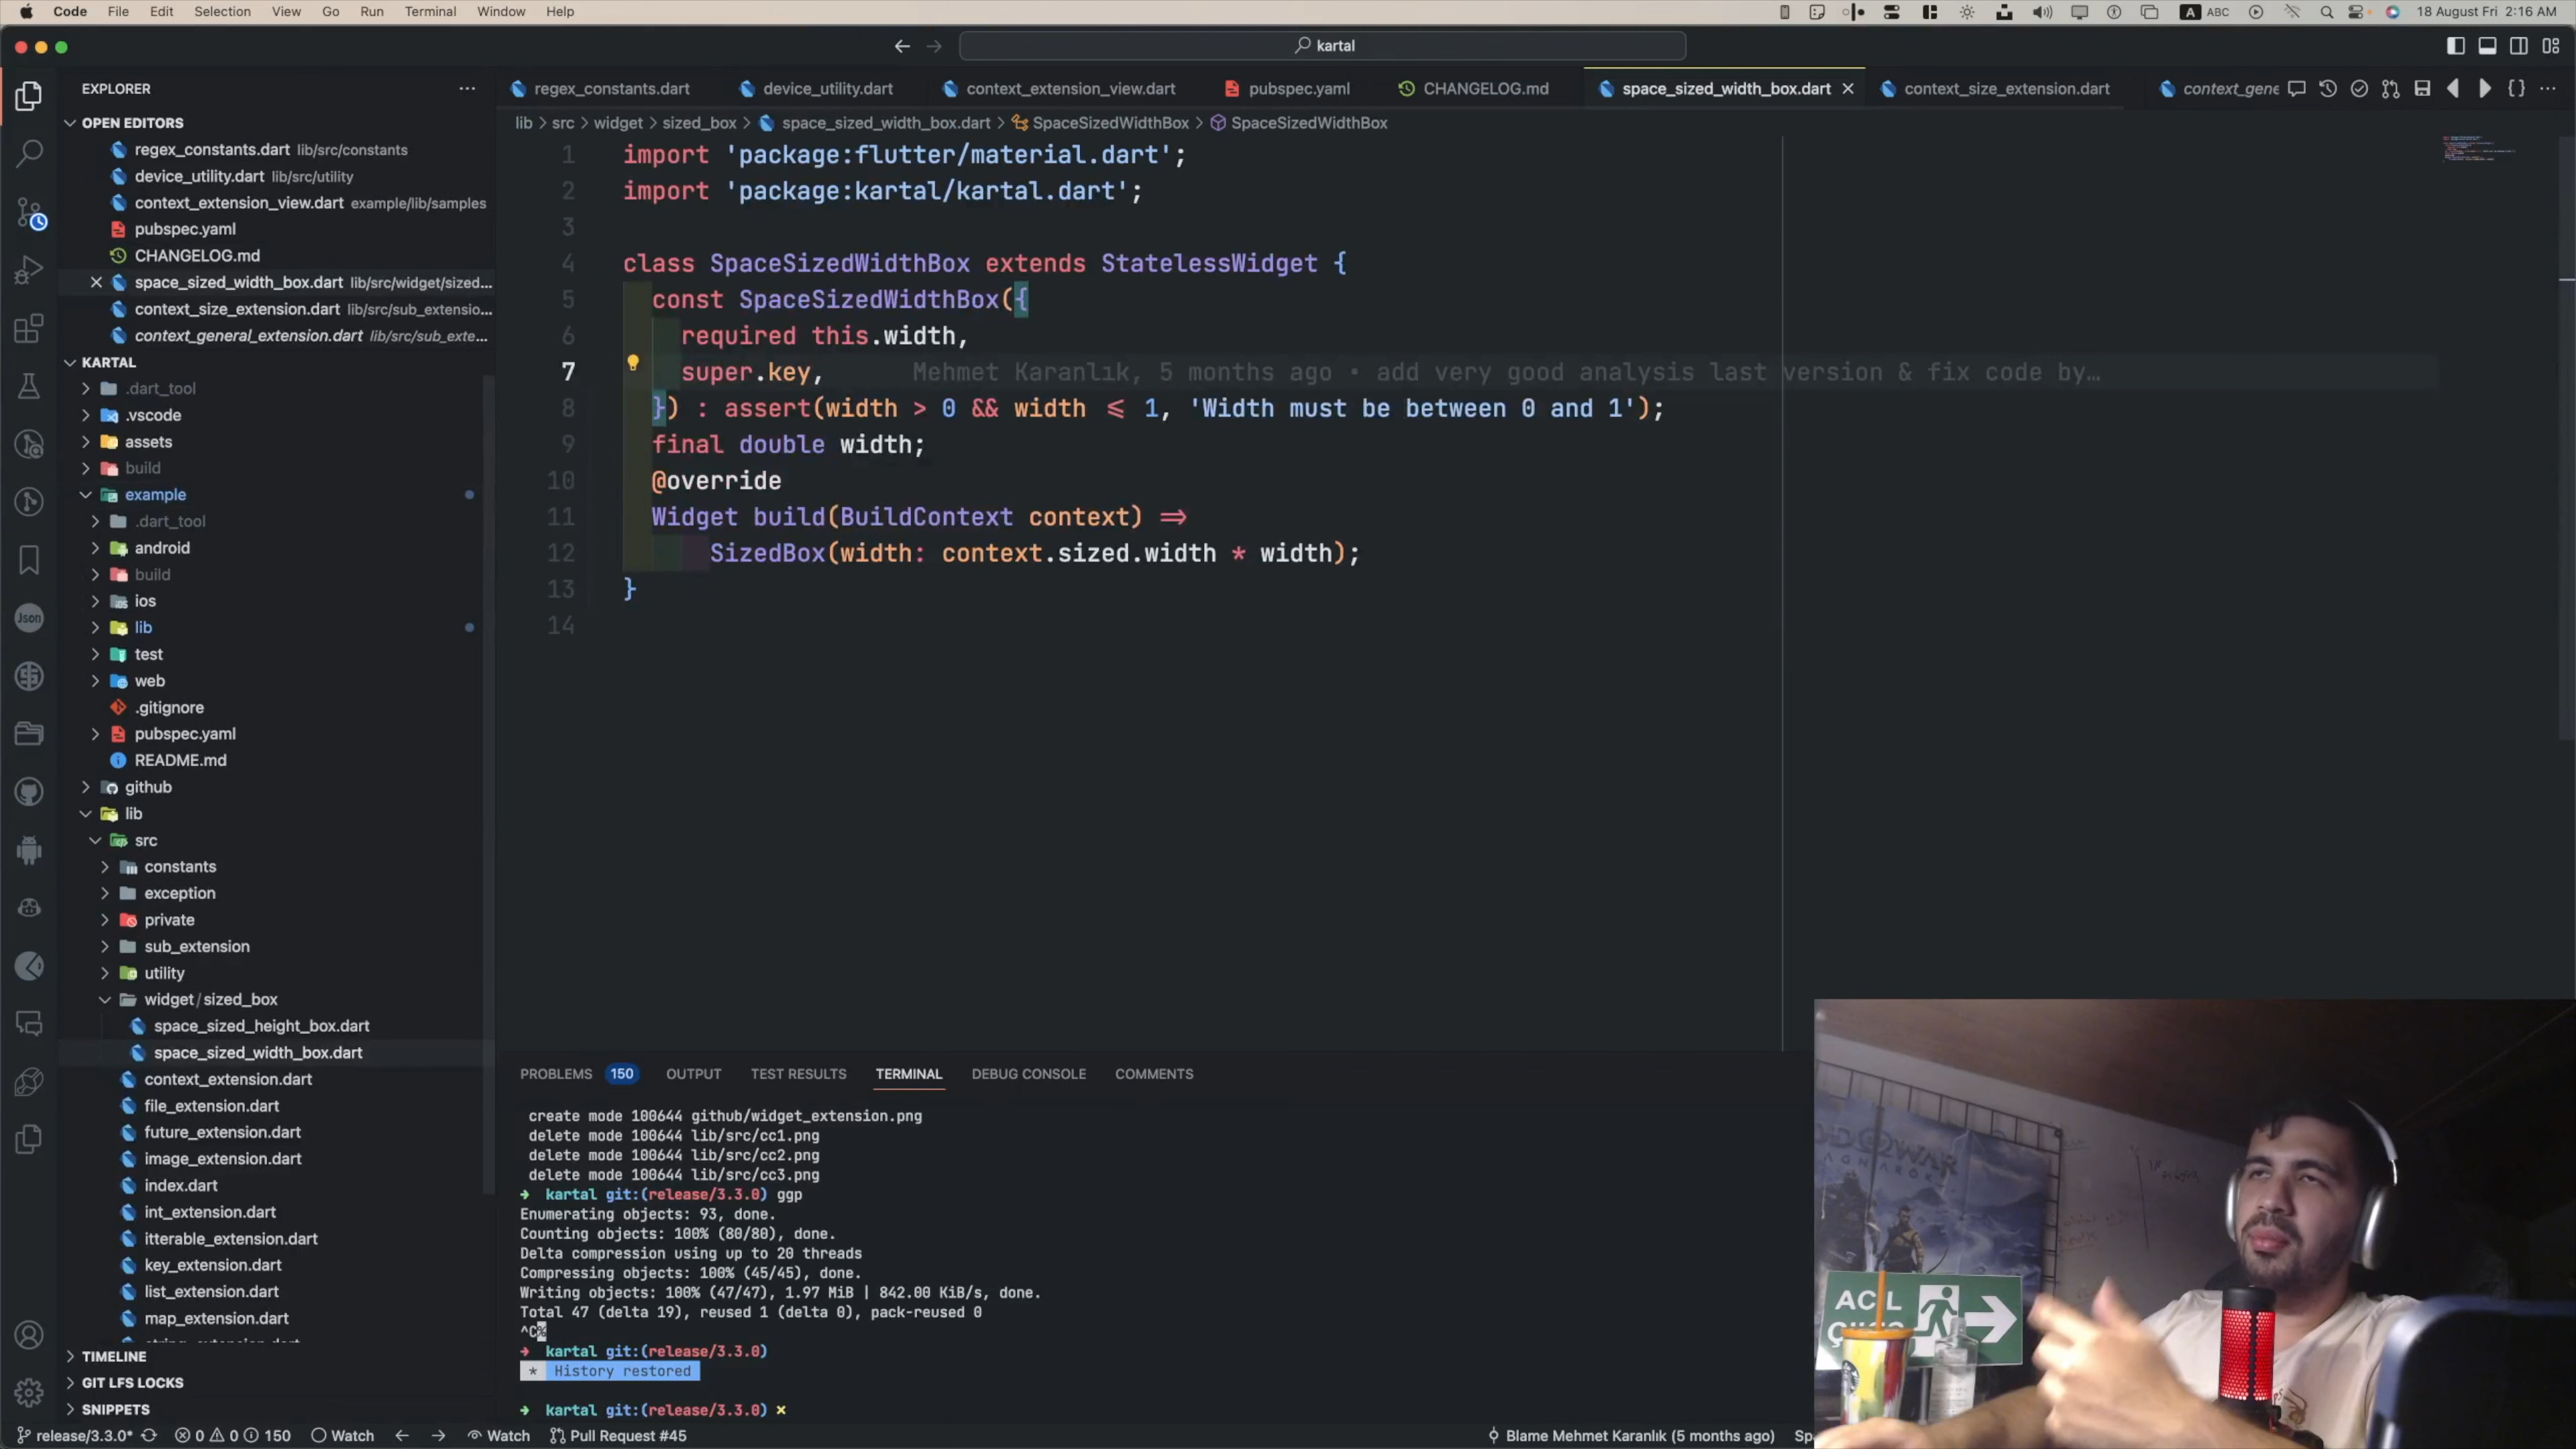 Code File Edit Selection View Go Run Terminal Window Help
A ABC 18 August Fri 2:16 AM
kartal
EXPLORER
OPEN EDITORS
regex_constants.dart lib/src/constants
device_utility.dart lib/src/utility
context_extension_view.dart example/lib/samples
pubspec.yaml
CHANGELOG.md
space_sized_width_box.dart lib/src/widget/sized...
context_size_extension.dart lib/src/sub_extensio...
context_general_extension.dart lib/src/sub_exte...
KARTAL
.dart_tool
.vscode
assets
build
example
.dart_tool
android
build
ios
lib
test
web
.gitignore
pubspec.yaml
README.md
github
lib
src
constants
exception
private
sub_extension
utility
widget/sized_box
space_sized_height_box.dart
space_sized_width_box.dart
context_extension.dart
file_extension.dart
future_extension.dart
image_extension.dart
index.dart
int_extension.dart
itterable_extension.dart
key_extension.dart
list_extension.dart
map_extension.dart
TIMELINE
GIT LFS LOCKS
SNIPPETS
Json
regex_constants.dart device_utility.dart context_extension_view.dart pubspec.yaml CHANGELOG.md space_sized_width_box.dart context_size_extension.dart context_gene
lib > src > widget > sized_box > space_sized_width_box.dart > SpaceSizedWidthBox > SpaceSizedWidthBox
1 import 'package:flutter/material.dart';
2 import 'package:kartal/kartal.dart';
3
4 class SpaceSizedWidthBox extends StatelessWidget {
5 const SpaceSizedWidthBox({
6 required this.width,
7 super.key, Mehmet Karanlık, 5 months ago • add very good analysis last version & fix code by…
8 }) : assert(width > 0 && width <= 1, 'Width must be between 0 and 1');
9 final double width;
10 @override
11 Widget build(BuildContext context) =>
12 SizedBox(width: context.sized.width * width);
13 }
14
PROBLEMS 150 OUTPUT TEST RESULTS TERMINAL DEBUG CONSOLE COMMENTS
create mode 100644 github/widget_extension.png
delete mode 100644 lib/src/cc1.png
delete mode 100644 lib/src/cc2.png
delete mode 100644 lib/src/cc3.png
➜ kartal git:(release/3.3.0) ggp
Enumerating objects: 93, done.
Counting objects: 100% (80/80), done.
Delta compression using up to 20 threads
Compressing objects: 100% (45/45), done.
Writing objects: 100% (47/47), 1.97 MiB | 842.00 KiB/s, done.
Total 47 (delta 19), reused 1 (delta 0), pack-reused 0
^C%
➜ kartal git:(release/3.3.0)
* History restored
➜ kartal git:(release/3.3.0) ×
ACİL
release/3.3.0* 0 0 150 Watch Watch Pull Request #45 Blame Mehmet Karanlık (5 months ago)